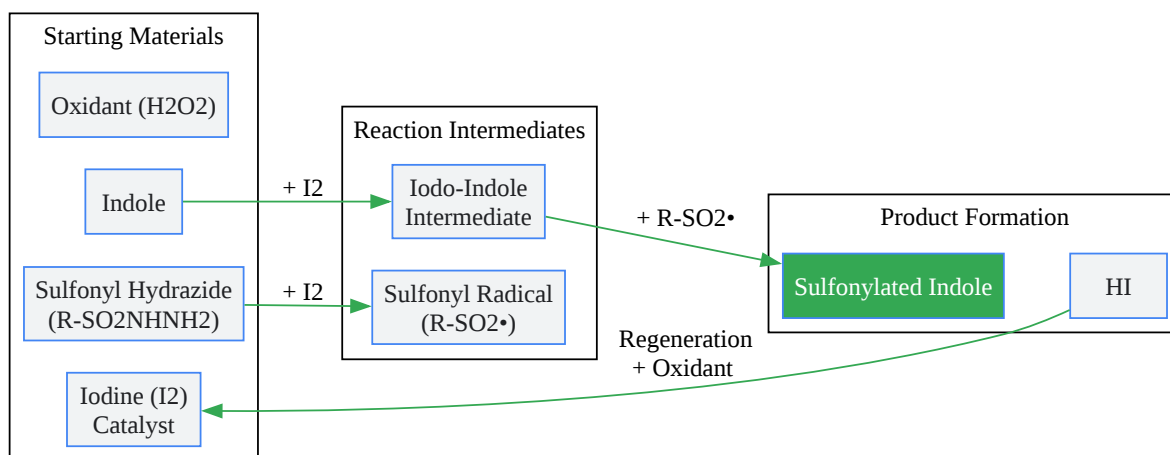 Starting Materials
Oxidant (H2O2)
Indole
Sulfonyl Hydrazide
(R-SO2NHNH2)
Iodine (I2)
Catalyst
+ I2
+ I2
Reaction Intermediates
Iodo-Indole
Intermediate
Sulfonyl Radical
(R-SO2•)
+ R-SO2•
Regeneration
+ Oxidant
Product Formation
Sulfonylated Indole
HI